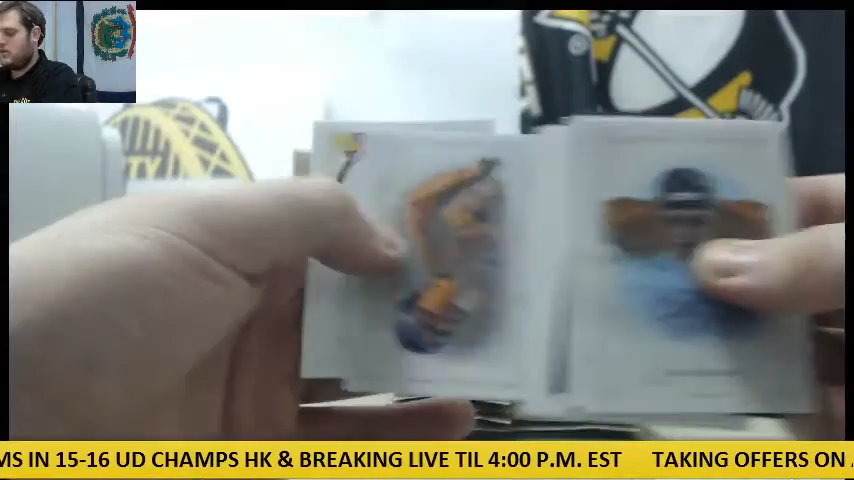 MS IN 15-16 UD CHAMPS HK & BREAKING LIVE TIL 4:00 P.M. EST TAKING OFFERS ON